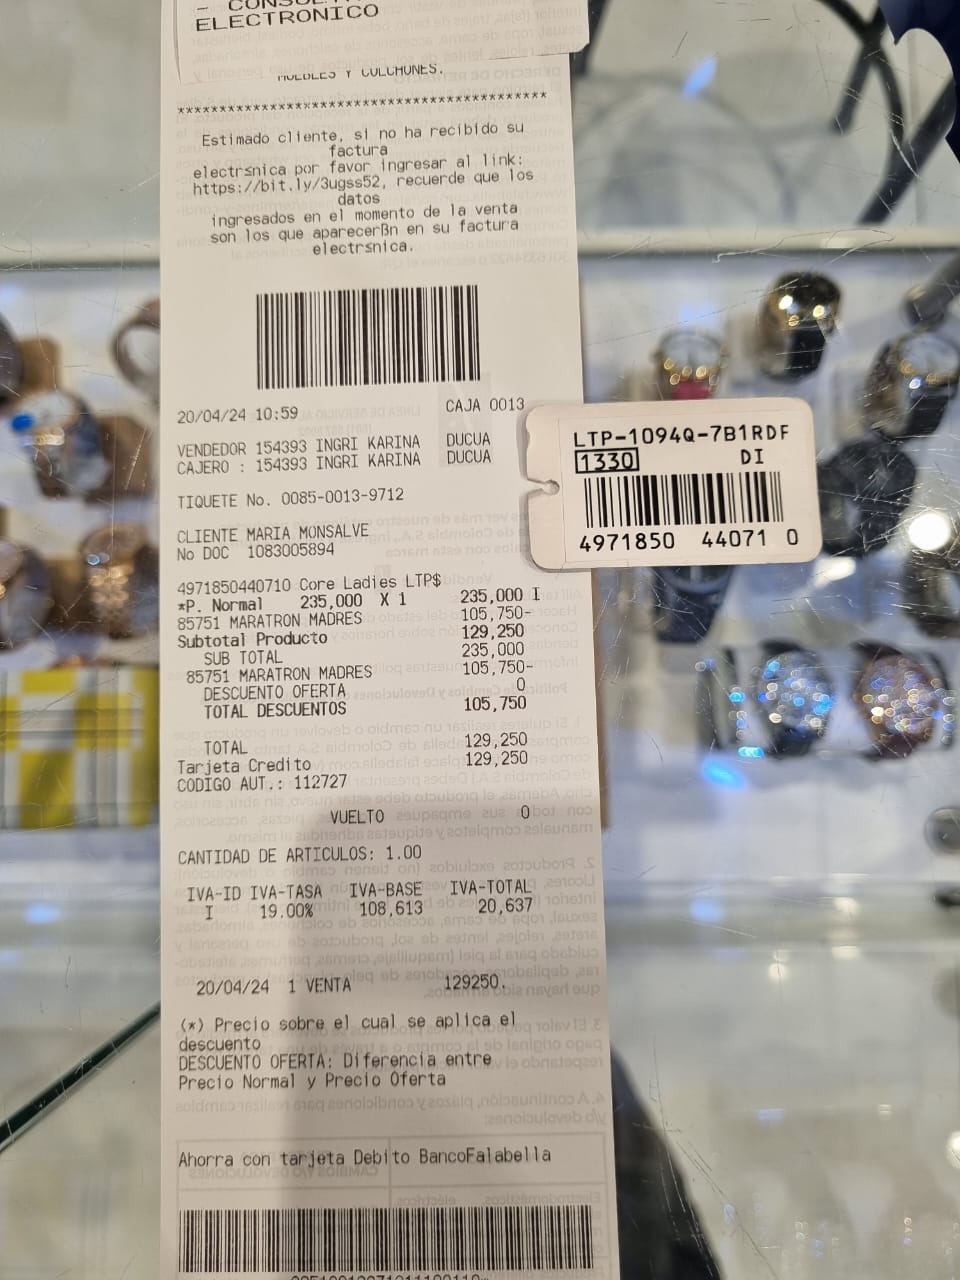 ELECTRONICO
MUEBLES Y COLCHONES.
*********************************************
Estimado cliente, si no ha recibido su
factura
electrsnica por favor ingresar al link:
https://bit.ly/3ugss52, recuerde que los
datos
ingresados en el momento de la venta
son los que aparecerßn en su factura
electrsnica.
20/04/24 10:59 CAJA 0013
VENDEDOR 154393 INGRI KARINA DUCUA
CAJERO : 154393 INGRI KARINA DUCUA
TIQUETE No. 0085-0013-9712
CLIENTE MARIA MONSALVE
No DOC 1083005894
4971850440710 Core Ladies LTP$
*P. Normal 235,000 X 1 235,000 I
85751 MARATRON MADRES 105,750-
Subtotal Producto 129,250
SUB TOTAL 235,000
85751 MARATRON MADRES 105,750-
DESCUENTO OFERTA 0
TOTAL DESCUENTOS 105,750
TOTAL 129,250
Tarjeta Credito 129,250
CODIGO AUT.: 112727
VUELTO 0
CANTIDAD DE ARTICULOS: 1.00
IVA-ID IVA-TASA IVA-BASE IVA-TOTAL
I 19.00% 108,613 20,637
20/04/24 1 VENTA 129250.
(*) Precio sobre el cual se aplica el
descuento
DESCUENTO OFERTA: Diferencia entre
Precio Normal y Precio Oferta
Ahorra con tarjeta Debito BancoFalabella
LTP-1094Q-7B1RDF
1330 DI
4971850 44071 0